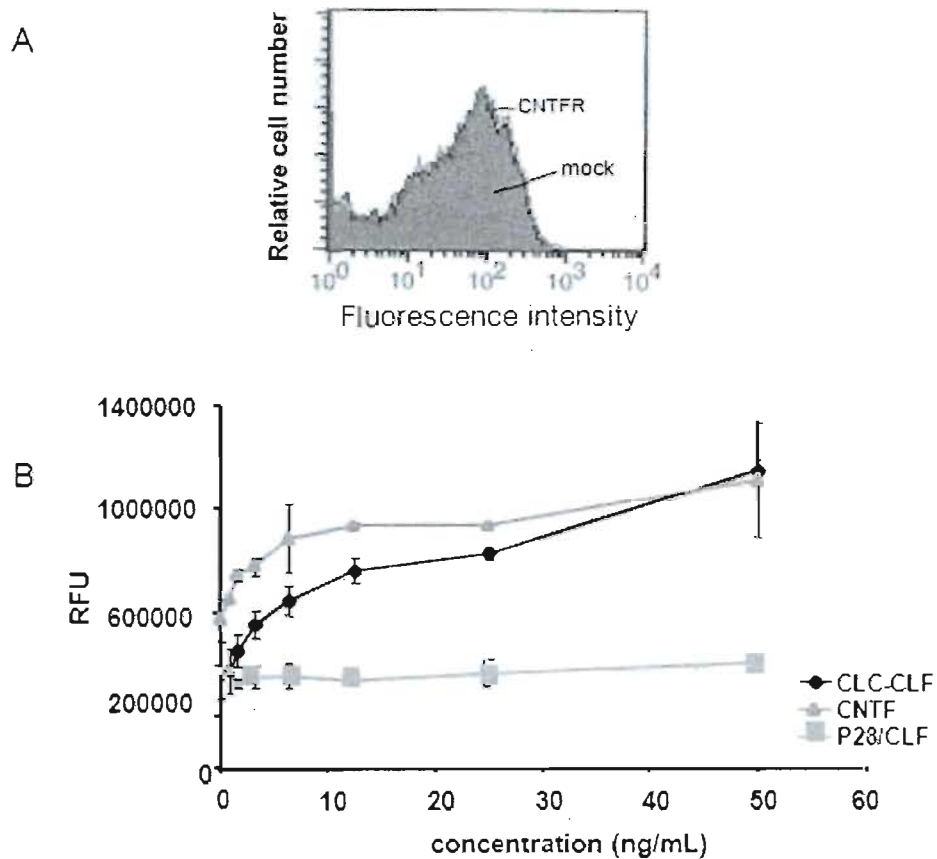 A
Relative cell number
CNTFR
mock
10^0 10^1 10^2 10^3 10^4
Fluorescence intensity
B
RFU
1400000
1000000
600000
200000
0
0 10 20 30 40 50 60
concentration (ng/mL)
CLC-CLF
CNTF
P28/CLF